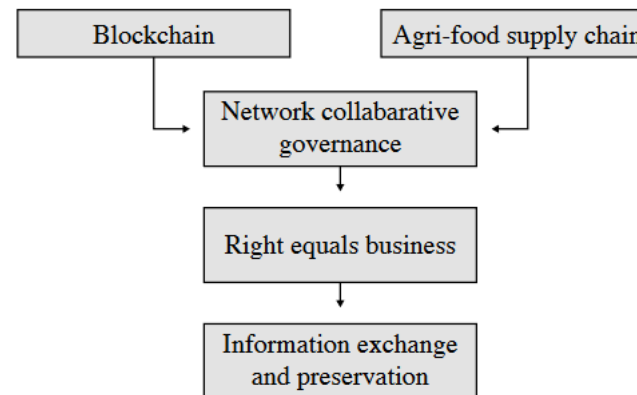 Blockchain
Agri-food supply chain
Network collabarative
governance
Right equals business
Information exchange
and preservation